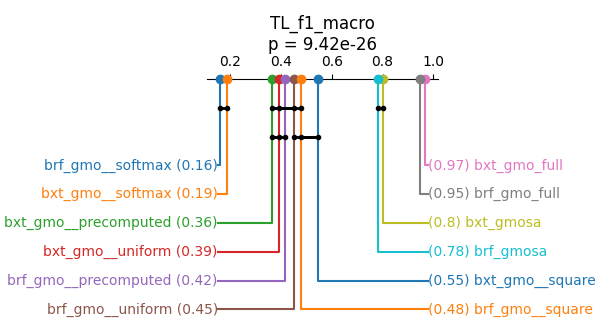 TL_f1_macro
p = 9.42e-26
0.2 0.4 0.6 0.8 1.0
brf_gmo__softmax (0.16) (0.97) bxt_gmo_full
bxt_gmo__softmax (0.19) (0.95) brf_gmo_full
bxt_gmo__precomputed (0.36) (0.8) bxt_gmosa
bxt_gmo__uniform (0.39) (0.78) brf_gmosa
brf_gmo__precomputed (0.42) (0.55) bxt_gmo__square
brf_gmo__uniform (0.45) (0.48) brf_gmo__square